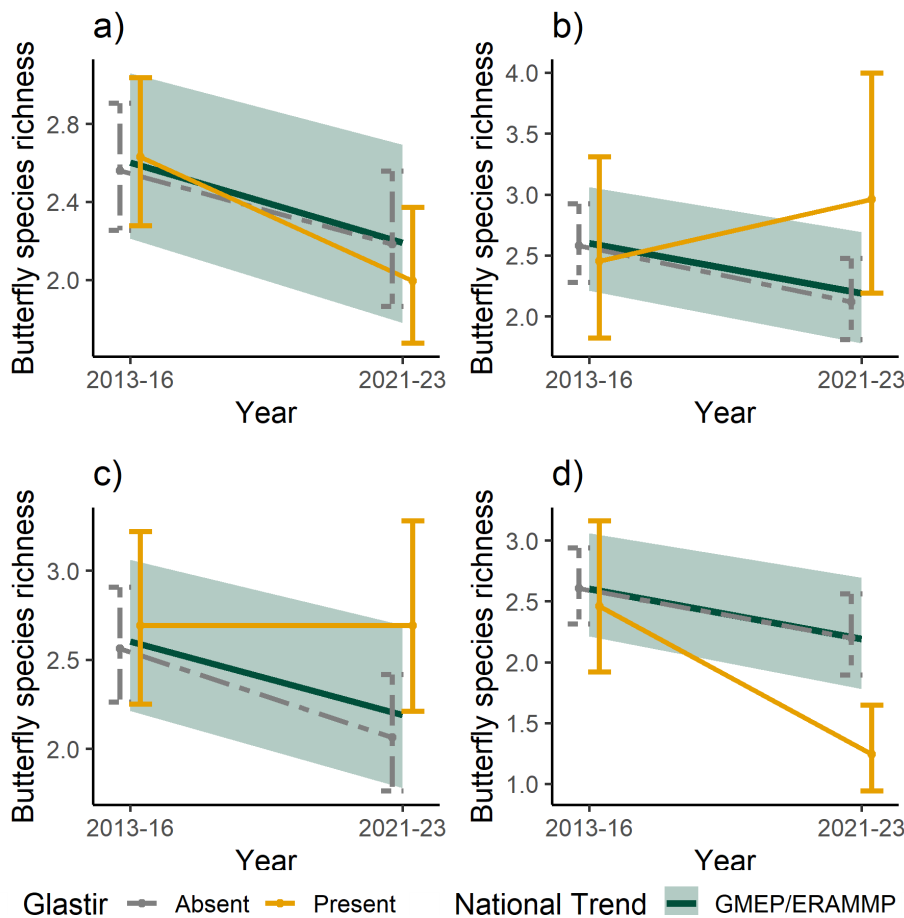 a)
Butterfly species richness
2.8
2.4
2.0
2013-16
2021-23
Year
b)
Butterfly species richness
4.0
3.5
3.0
2.5
2.0
2013-16
2021-23
Year
c)
Butterfly species richness
3.0
2.5
2.0
2013-16
2021-23
Year
d)
Butterfly species richness
3.0
2.5
2.0
1.5
1.0
2013-16
2021-23
Year
Glastir Absent Present National Trend GMEP/ERAMMP